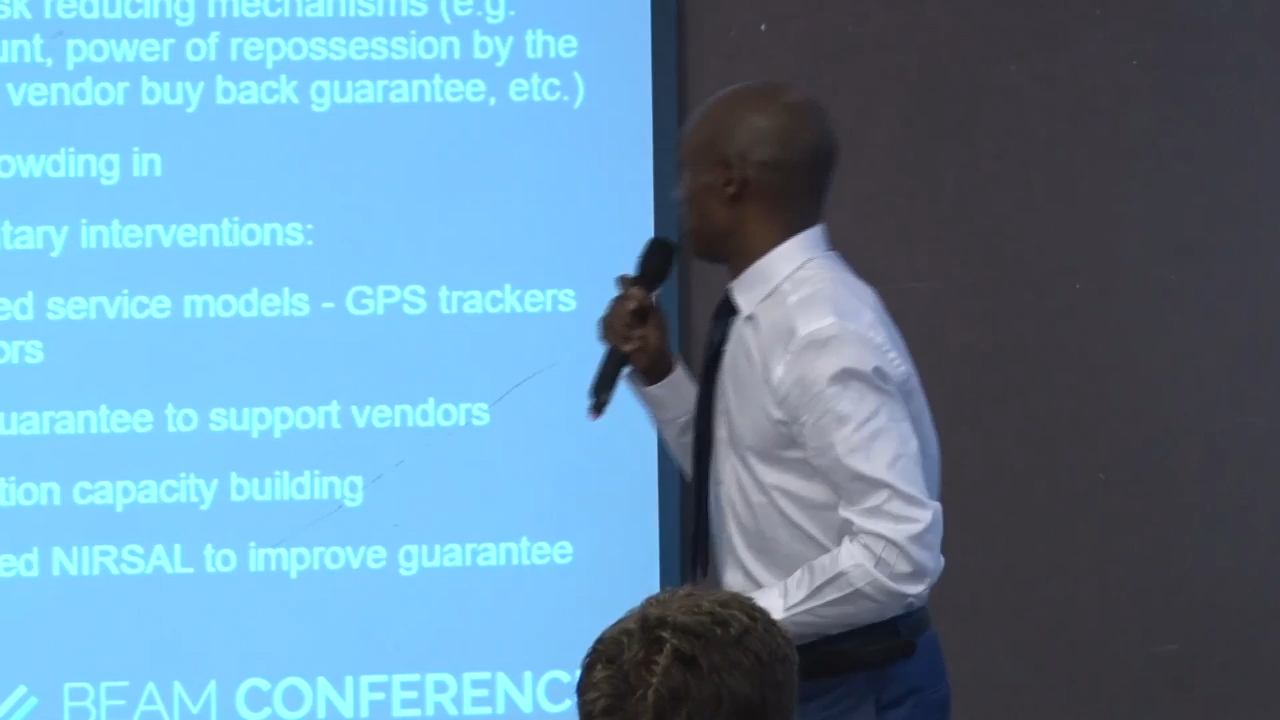 sk reducing mechanisms (e.g.
unt, power of repossession by the
vendor buy back guarantee, etc.)
owding in
tary interventions:
ed service models - GPS trackers
ors
uarantee to support vendors
tion capacity building
ed NIRSAL to improve guarantee
BEAM CONFERENC